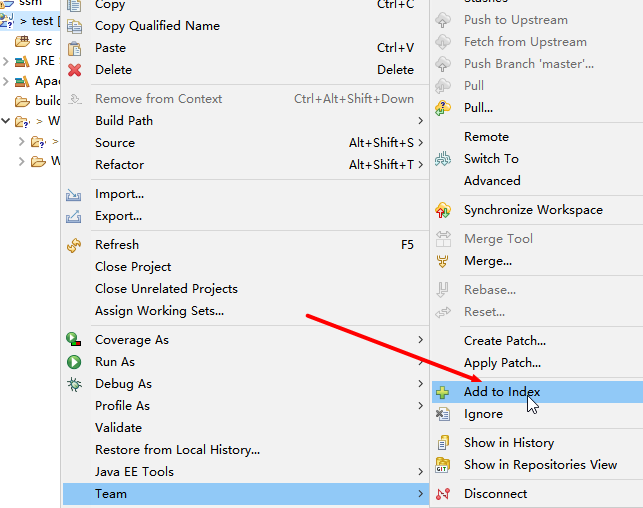 ssm
> test [
src
JRE
Apac
build
> W
>
W
Copy Ctrl+C
Copy Qualified Name
Paste Ctrl+V
Delete Delete
Remove from Context Ctrl+Alt+Shift+Down
Build Path
Source Alt+Shift+S
Refactor Alt+Shift+T
Import...
Export...
Refresh F5
Close Project
Close Unrelated Projects
Assign Working Sets...
Coverage As
Run As
Debug As
Profile As
Validate
Restore from Local History...
Java EE Tools
Team
Push to Upstream
Fetch from Upstream
Push Branch 'master'...
Pull
Pull...
Remote
Switch To
Advanced
Synchronize Workspace
Merge Tool
Merge...
Rebase...
Reset...
Create Patch...
Apply Patch...
Add to Index
Ignore
Show in History
GIT Show in Repositories View
Disconnect